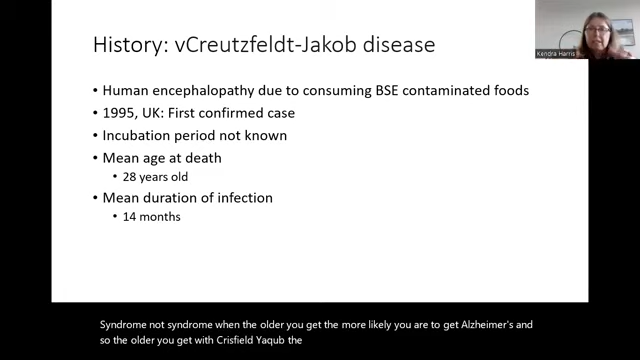 History: vCreutzfeldt-Jakob disease
Kendra Harris
• Human encephalopathy due to consuming BSE contaminated foods
• 1995, UK: First confirmed case
• Incubation period not known
• Mean age at death
• 28 years old
• Mean duration of infection
• 14 months
Syndrome not syndrome when the older you get the more likely you are to get Alzheimer's and
so the older you get with Crisfield Yaqub the